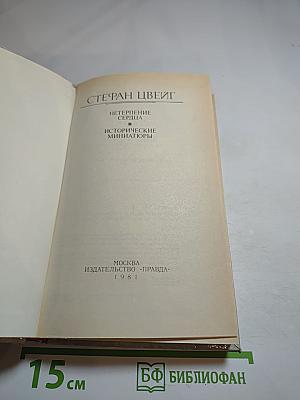 СТЕФАН ЦВЕЙГ
НЕТЕРПЕНИЕ
СЕРДЦА
ИСТОРИЧЕСКИЕ
МИНИАТЮРЫ
МОСКВА
ИЗДАТЕЛЬСТВО «ПРАВДА»
1981
15 см
БФ БИБЛИОФАН